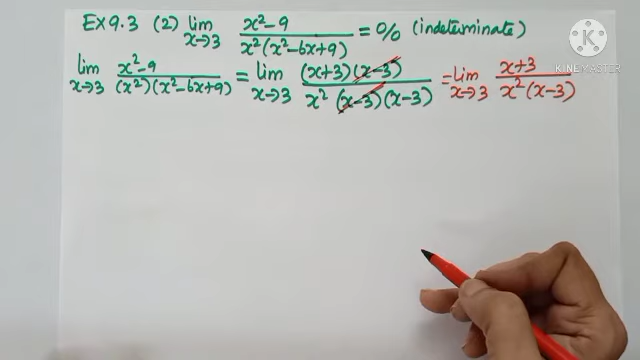 EX 9.3 (2) lim x→3 x²-9 / x²(x²-6x+9) = 0/0 (indeterminate)
lim x→3 x²-9 / (x²)(x²-6x+9) = lim x→3 (x+3)(x-3) / x²(x-3)(x-3) = lim x→3 x+3 / x²(x-3)
KINEMASTER